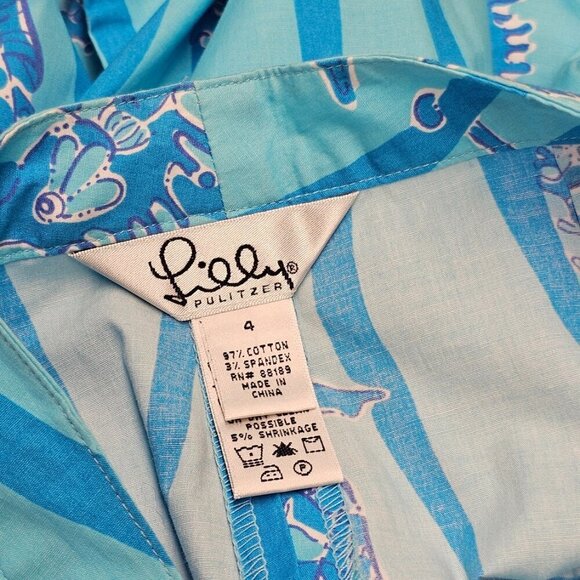 Lilly®
PULITZER
4
97% COTTON
3% SPANDEX
RN# 88189
MADE IN
CHINA
POSSIBLE
5% SHRINKAGE
P